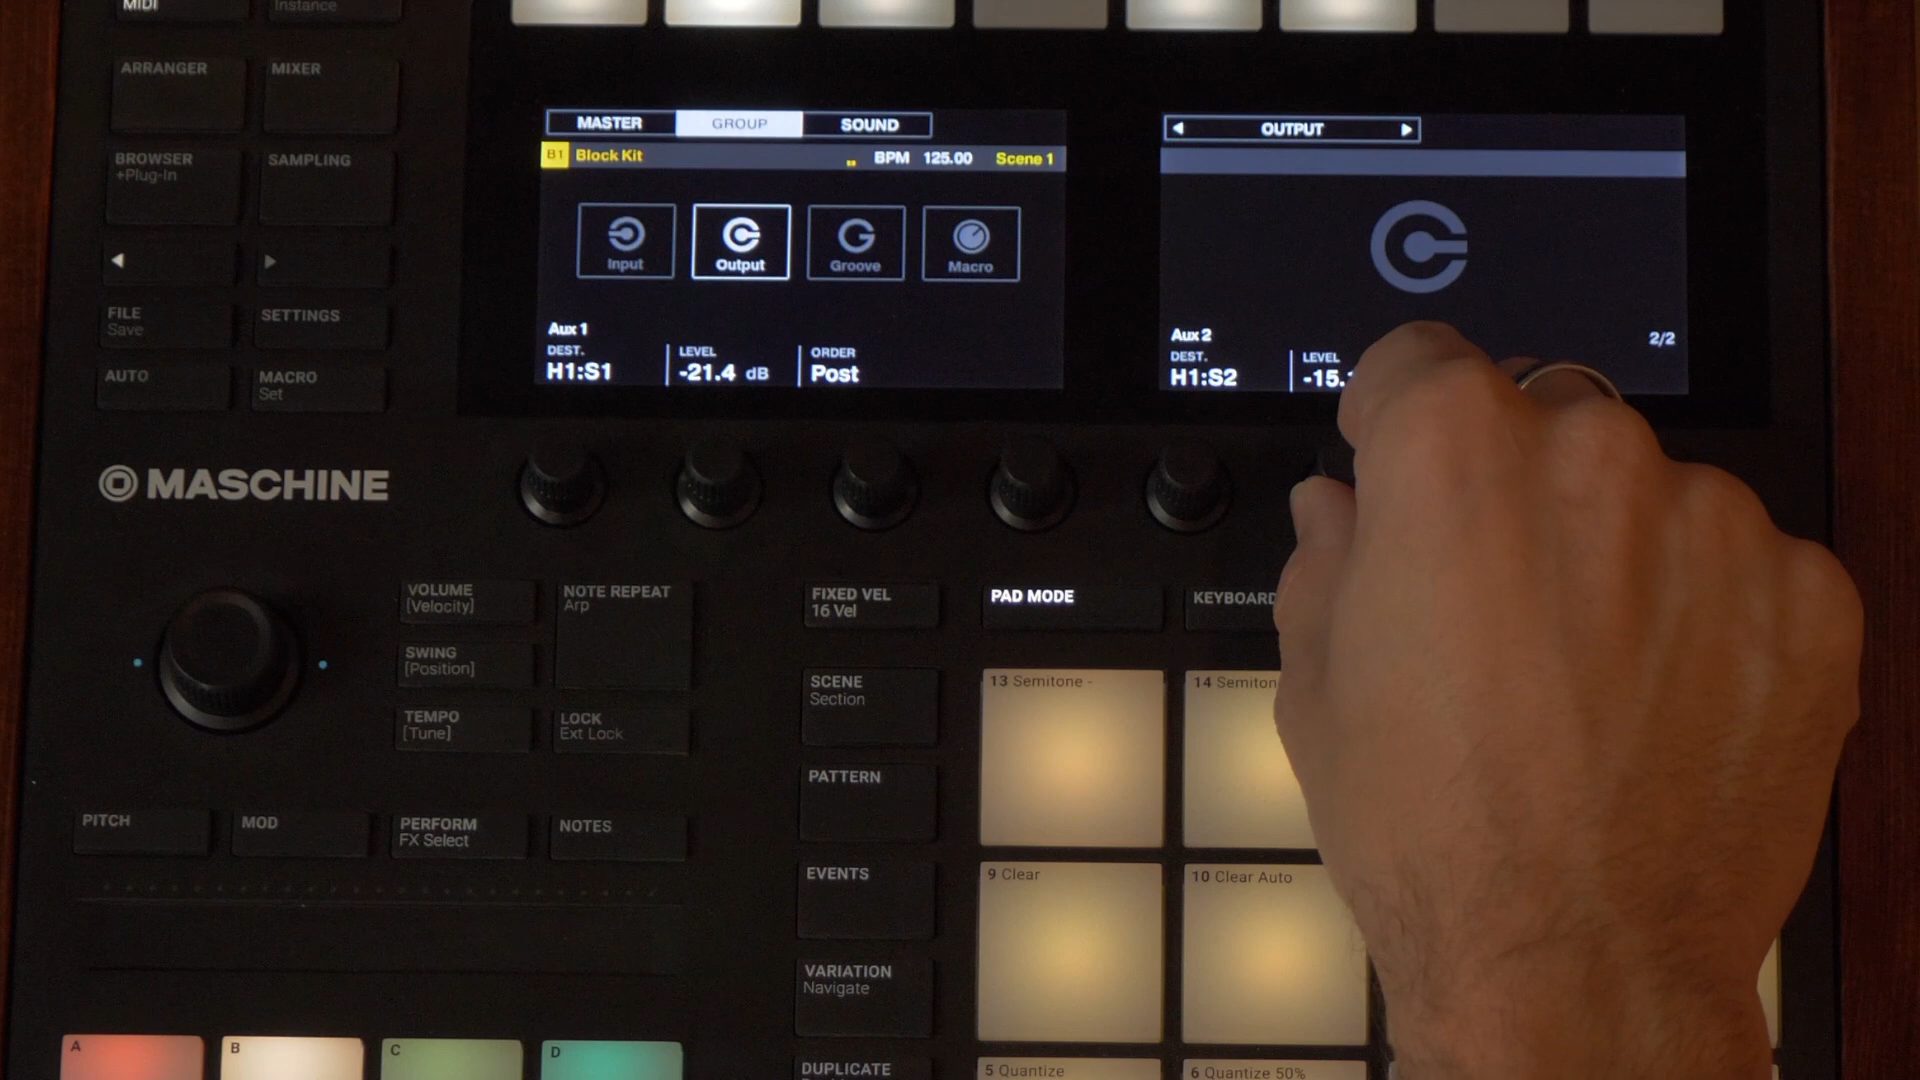 MIDI
Instance
ARRANGER
MIXER
BROWSER
+Plug-In
SAMPLING
FILE
Save
SETTINGS
AUTO
MACRO
Set
MASTER
GROUP
SOUND
B1
Block Kit
BPM 125.00
Scene 1
Input
Output
Groove
Macro
Aux 1
DEST.
H1:S1
LEVEL
-21.4 dB
ORDER
Post
OUTPUT
Aux 2
2/2
DEST.
H1:S2
LEVEL
-15.
MASCHINE
VOLUME
[Velocity]
NOTE REPEAT
Arp
SWING
[Position]
TEMPO
[Tune]
LOCK
Ext Lock
FIXED VEL
16 Vel
PAD MODE
KEYBOARD
SCENE
Section
PATTERN
EVENTS
VARIATION
Navigate
DUPLICATE
13 Semitone -
14 Semiton
9 Clear
10 Clear Auto
5 Quantize
6 Quantize 50%
PITCH
MOD
PERFORM
FX Select
NOTES
A
B
C
D